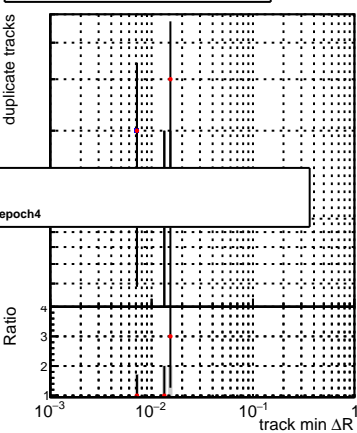 duplicate tracks
epoch4
Ratio
4
3
2
1
10⁻³ 10⁻² 10⁻¹ 1
track min ΔR